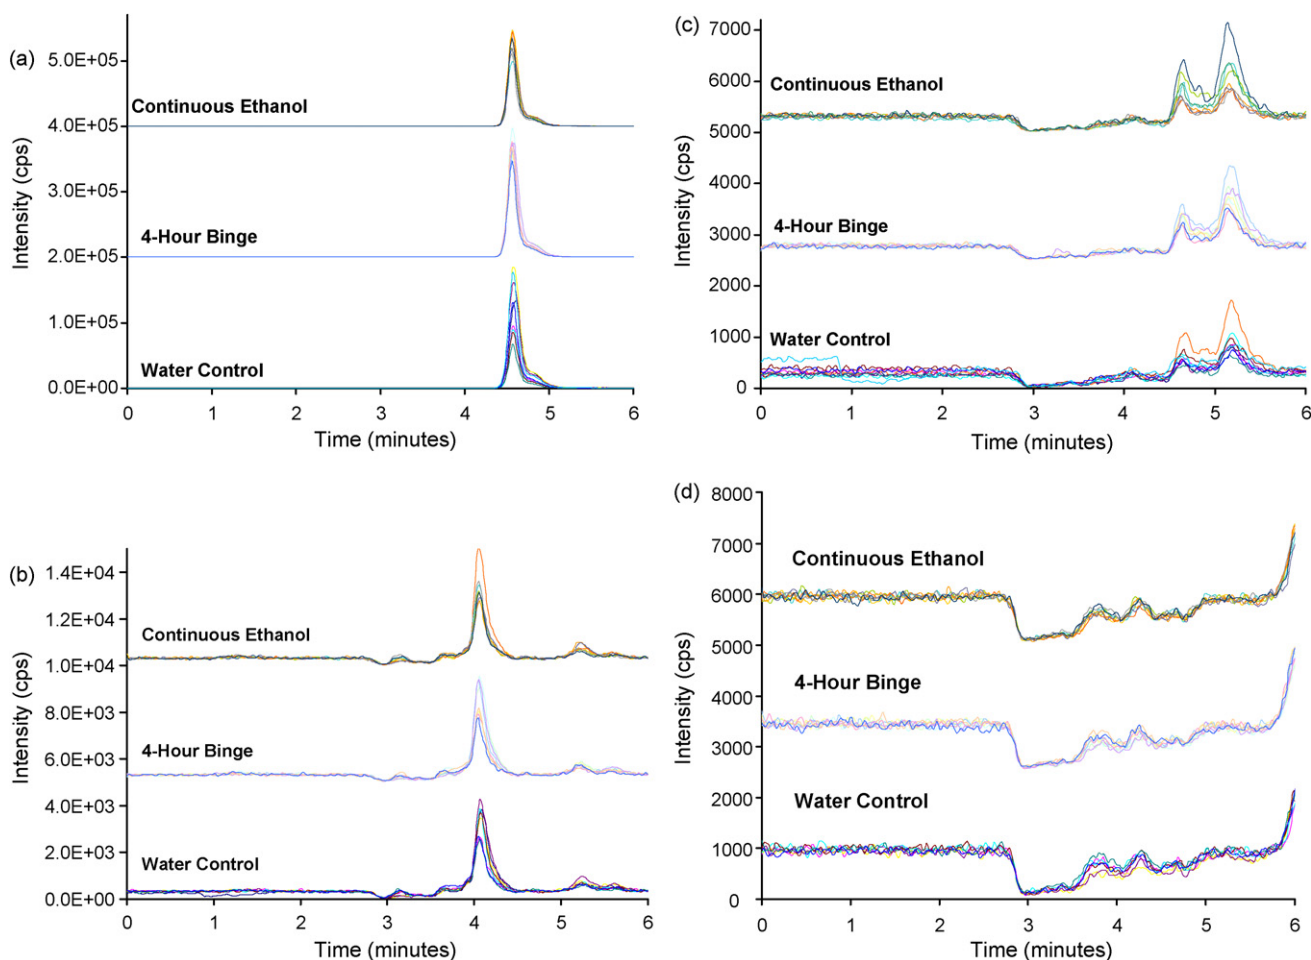 (a)
5.0E+05
Continuous Ethanol
4.0E+05
Intensity (cps)
3.0E+05
4-Hour Binge
2.0E+05
1.0E+05
Water Control
0.0E+00
0 1 2 3 4 5 6
Time (minutes)
(c)
7000
6000
Continuous Ethanol
5000
Intensity (cps)
4000
4-Hour Binge
3000
2000
1000
Water Control
0
0 1 2 3 4 5 6
Time (minutes)
(b)
1.4E+04
1.2E+04
Continuous Ethanol
1.0E+04
Intensity (cps)
8.0E+03
4-Hour Binge
6.0E+03
4.0E+03
2.0E+03
Water Control
0.0E+00
0 1 2 3 4 5 6
Time (minutes)
(d)
8000
7000
Continuous Ethanol
6000
5000
Intensity (cps)
4000
4-Hour Binge
3000
2000
Water Control
1000
0
0 1 2 3 4 5 6
Time (minutes)